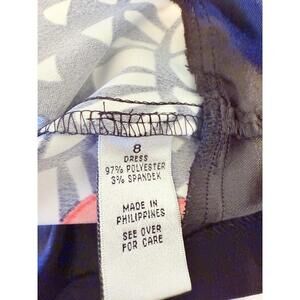 8
DRESS
97% POLYESTER
3% SPANDEX
MADE IN
PHILIPPINES
SEE OVER
FOR CARE